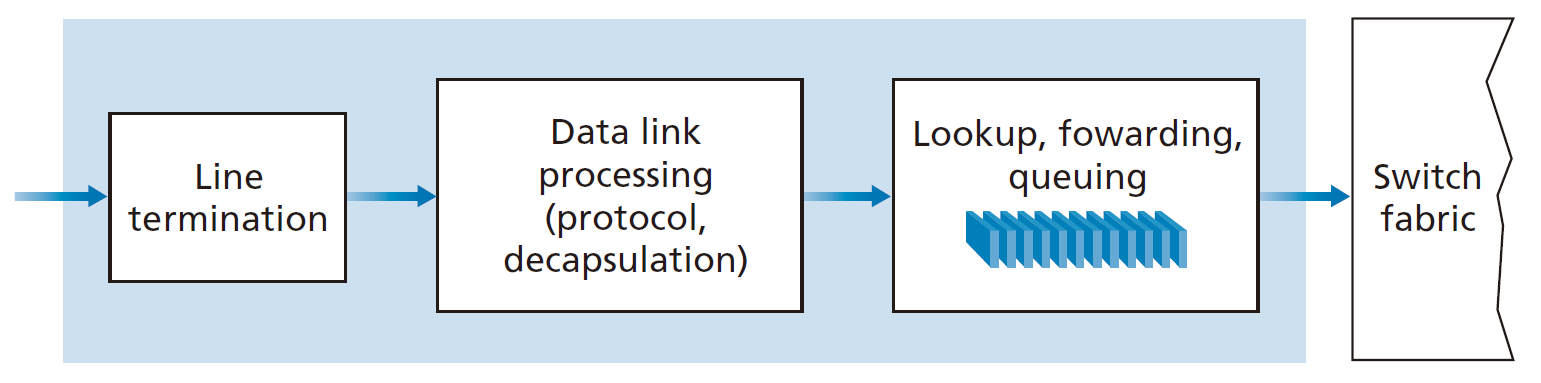 Line
termination
Data link
processing
(protocol,
decapsulation)
Lookup, fowarding,
queuing
Switch
fabric